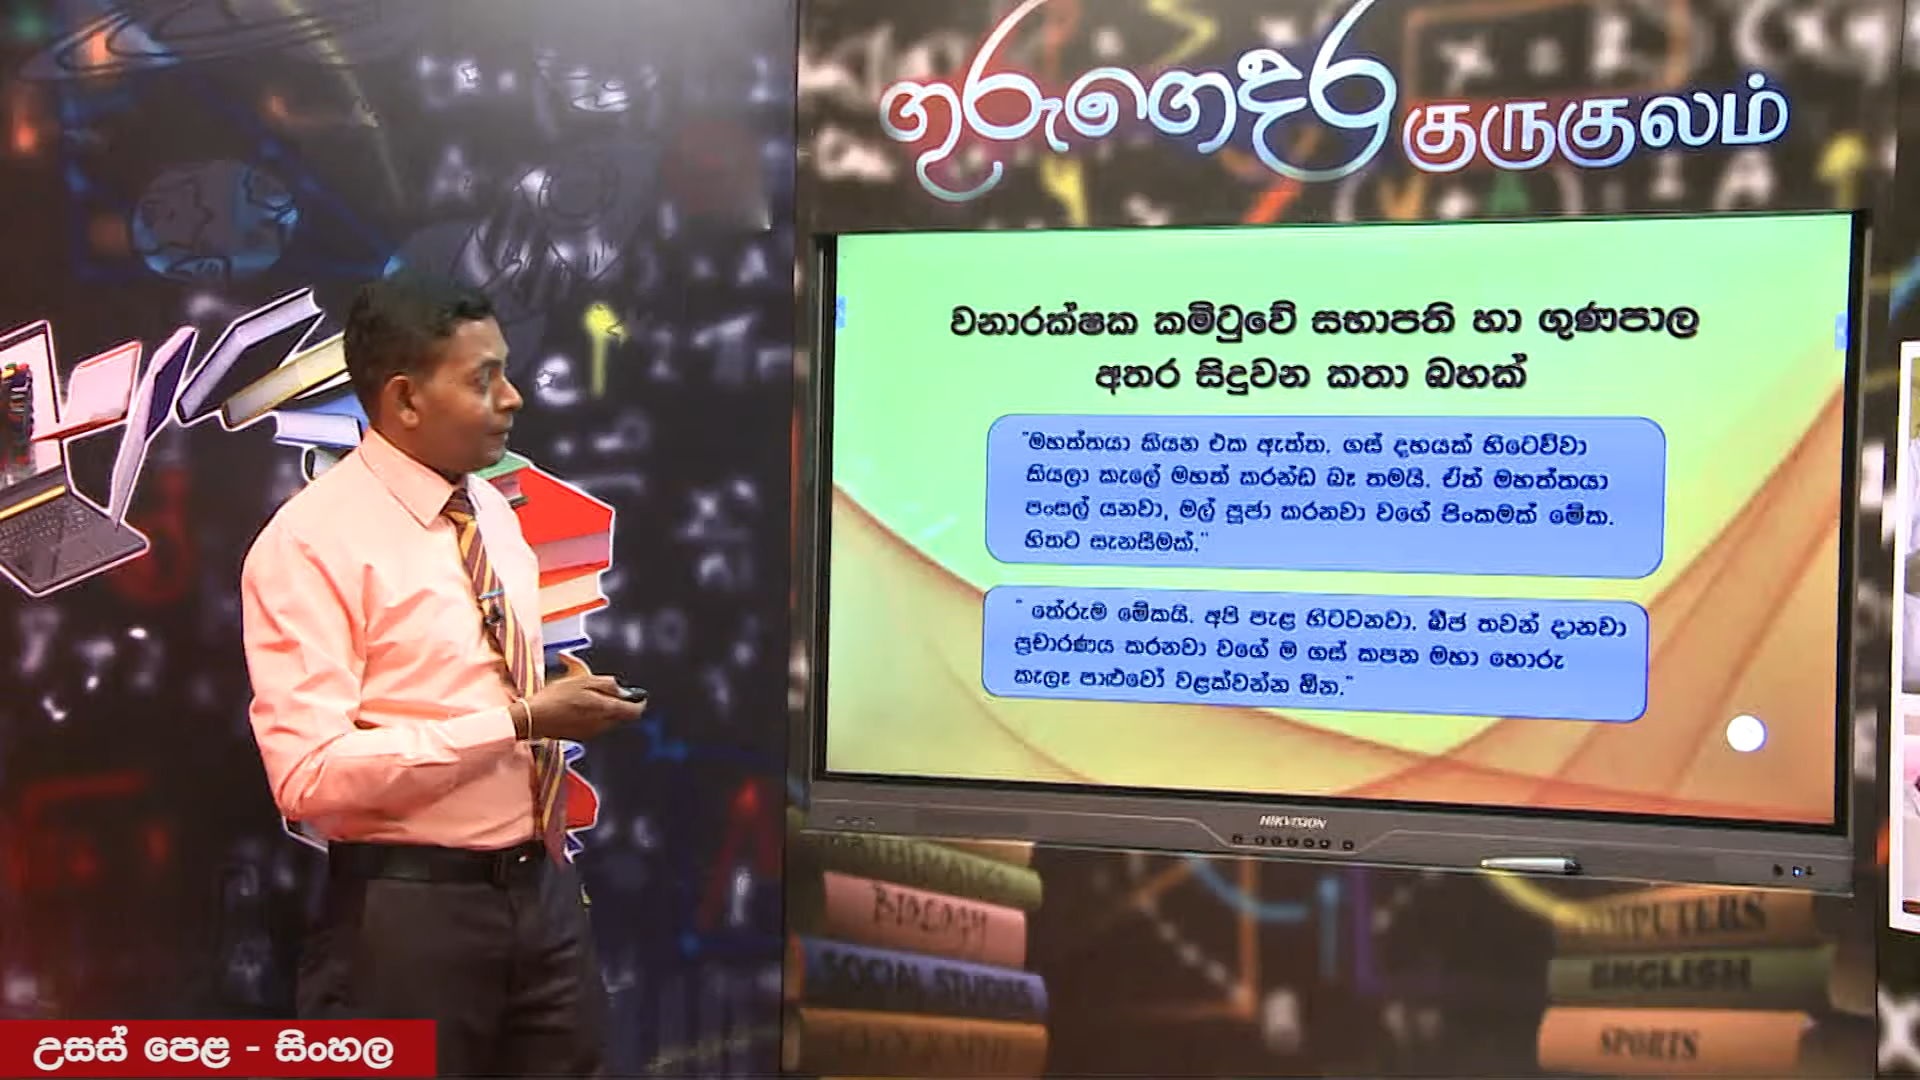 ගුරුගෙදර குருகுலம்
වනාරක්ෂක කමිටුවේ සභාපති හා ගුණපාල
අතර සිදුවන කතා බහක්
"මහත්තයා කියන එක ඇත්ත. ගස් දහයක් හිටෙව්වා
කියලා කැලේ මහත් කරන්ඩ බෑ තමයි. ඒත් මහත්තයා
පංසල් යනවා, මල් පූජා කරනවා වගේ පිංකමක් මේක.
හිතට සැනසීමක්."
" තේරුම මේකයි. අපි පැළ හිටවනවා. බීජ තවන් දානවා
ප්‍රචාරණය කරනවා වගේ ම ගස් කපන මහා හොරු
කැලෑ පාළුවෝ වළක්වන්න ඕන."
HIKVISION
MATHEMATICS
BIOLOGY
SOCIAL STUDIES
GEOGRAPHY
COMPUTERS
ENGLISH
SPORTS
උසස් පෙළ - සිංහල